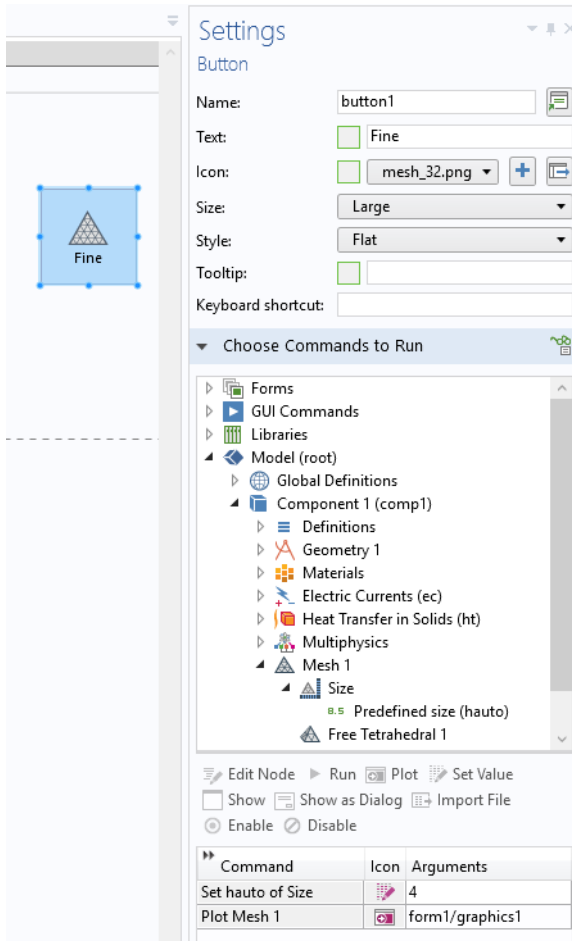 Settings
Button
Name: button1
Text: Fine
Icon: mesh_32.png
Size: Large
Style: Flat
Tooltip:
Keyboard shortcut:
Fine
Choose Commands to Run
Forms
GUI Commands
Libraries
Model (root)
Global Definitions
Component 1 (comp1)
Definitions
Geometry 1
Materials
Electric Currents (ec)
Heat Transfer in Solids (ht)
Multiphysics
Mesh 1
Size
8.5 Predefined size (hauto)
Free Tetrahedral 1
Edit Node Run Plot Set Value
Show Show as Dialog Import File
Enable Disable
Command Icon Arguments
Set hauto of Size 4
Plot Mesh 1 form1/graphics1